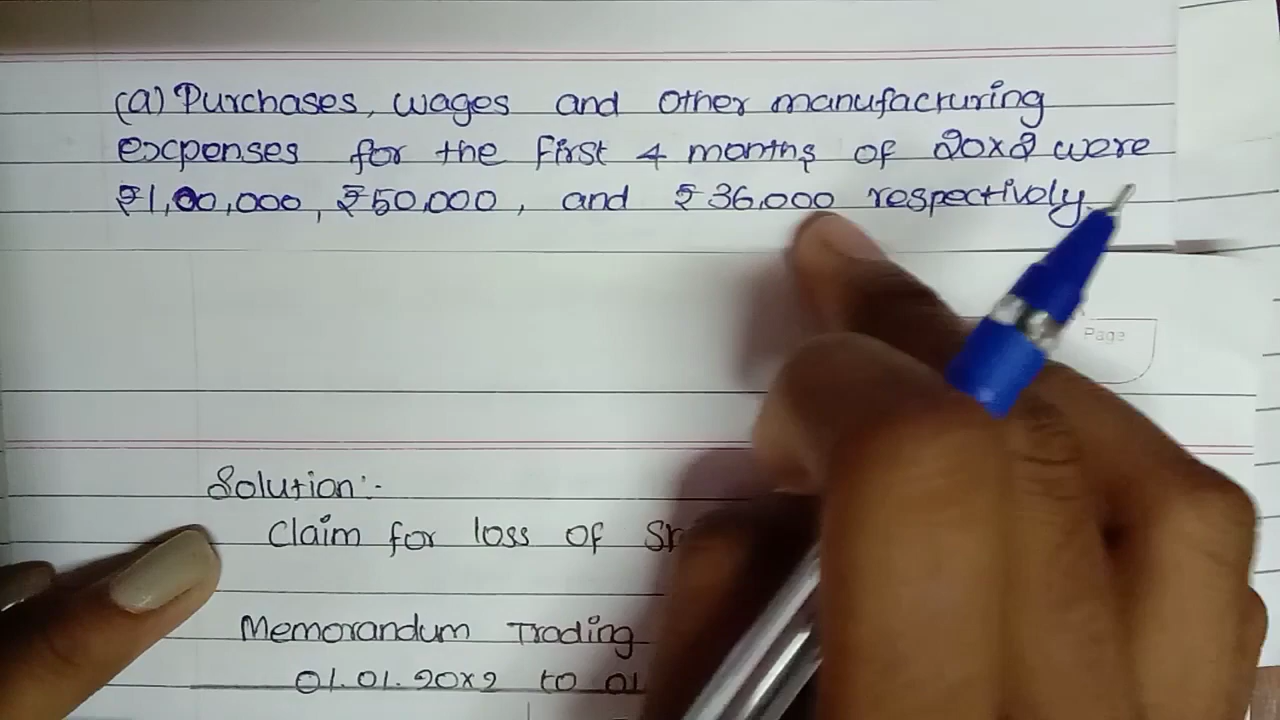 (a) Purchases, wages and other manufacturing
expenses for the first 4 months of 20x2 were
₹1,00,000, ₹50,000, and ₹36,000 respectively.
Page
Solution:-
Claim for loss of
Memorandum Trading
01.01.20x2 to 01